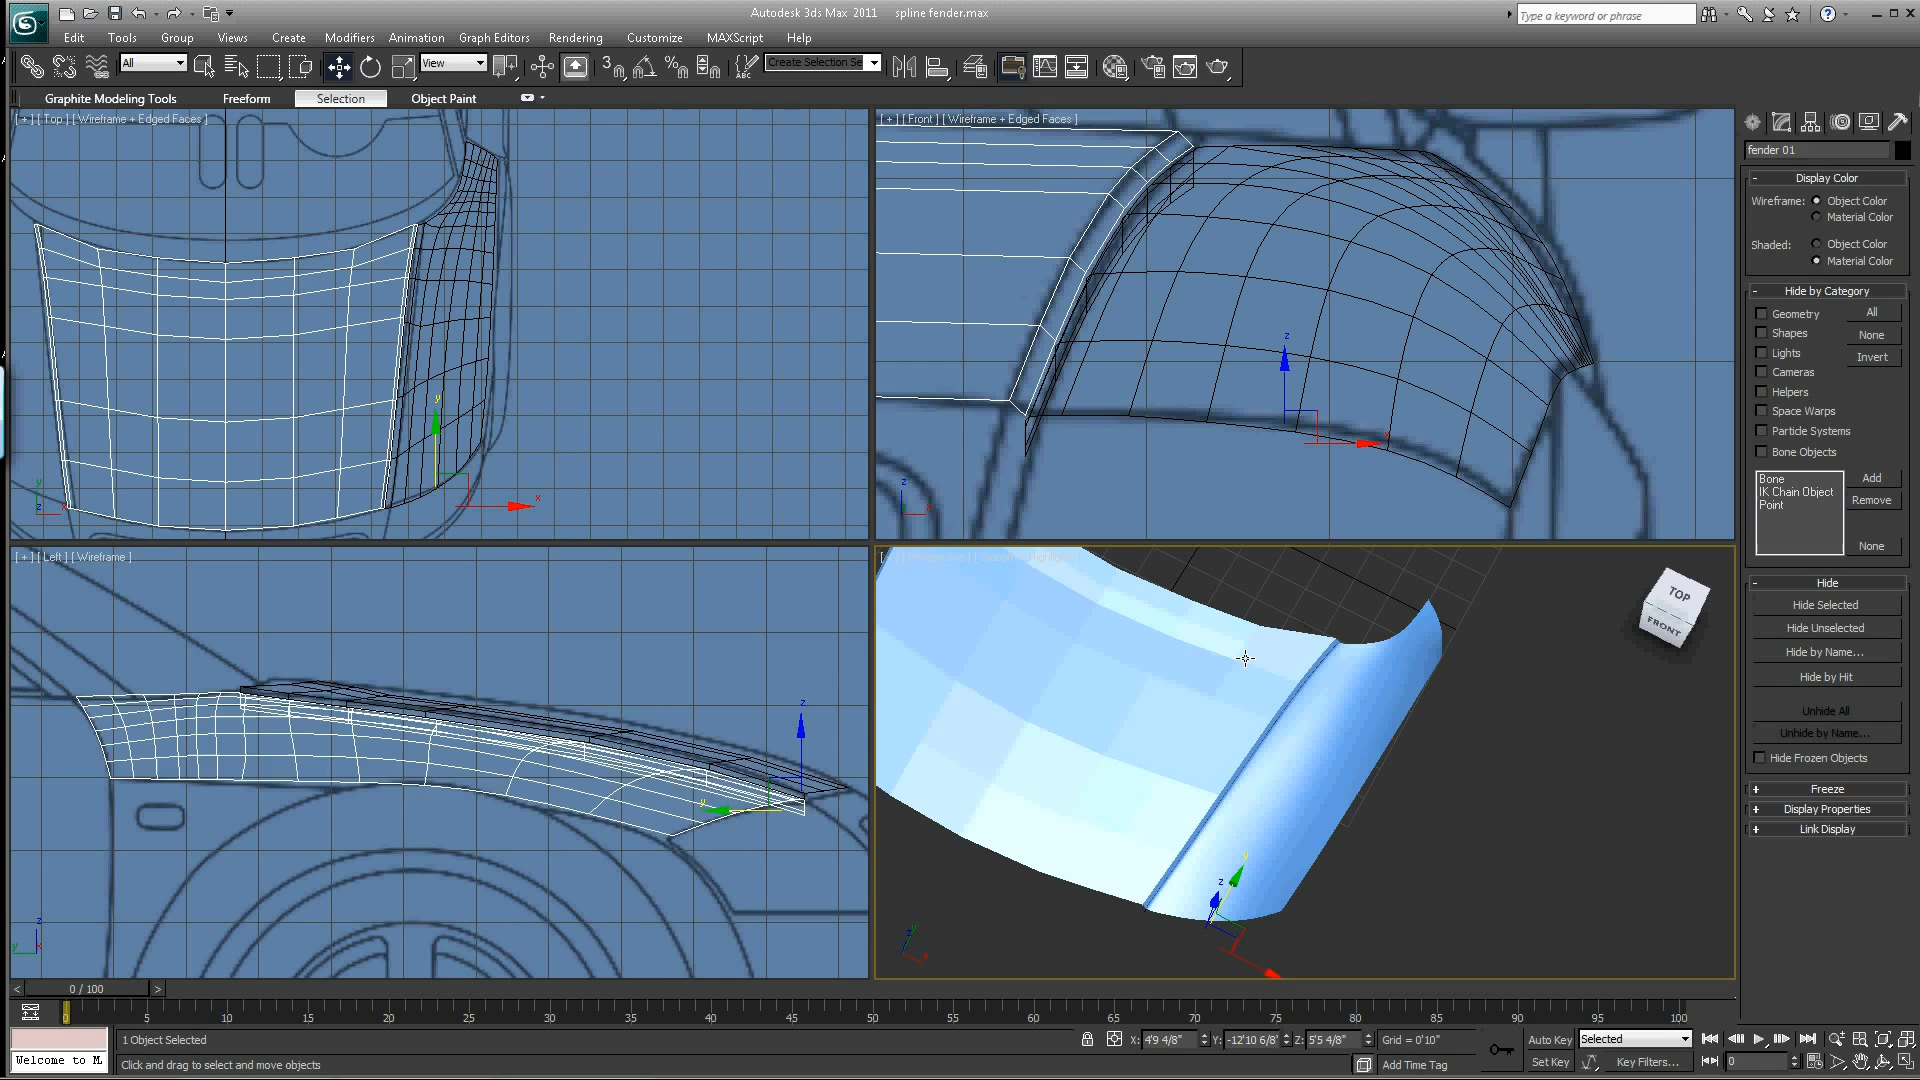 Autodesk 3ds Max 2011 spline fender.max
Type a keyword or phrase
Edit Tools Group Views Create Modifiers Animation Graph Editors Rendering Customize MAXScript Help
All
View
3
Create Selection Se
ABC
Graphite Modeling Tools Freeform Selection Object Paint
[ + ] [ Top ] [ Wireframe + Edged Faces ]
[ + ] [ Front ] [ Wireframe + Edged Faces ]
fender 01
- Display Color
Wireframe: Object Color
Material Color
Shaded: Object Color
Material Color
- Hide by Category
Geometry All
Shapes None
Lights
Cameras Invert
Helpers
Space Warps
Particle Systems
Bone Objects
Bone
IK Chain Object
Point
Add
Remove
None
- Hide
Hide Selected
Hide Unselected
Hide by Name...
Hide by Hit
Unhide All
Unhide by Name...
Hide Frozen Objects
+ Freeze
+ Display Properties
+ Link Display
[ + ] [ Left ] [ Wireframe ]
TOP
FRONT
< 0 / 100 >
5 10 15 20 25 30 35 40 45 50 55 60 65 70 75 80 85 90 95 100
1 Object Selected
X: 4'9 4/8" Y: -12'10 6/8" Z: 5'5 4/8" Grid = 0'10" Auto Key Selected
Welcome to M
Click and drag to select and move objects
Add Time Tag Set Key Key Filters... 0